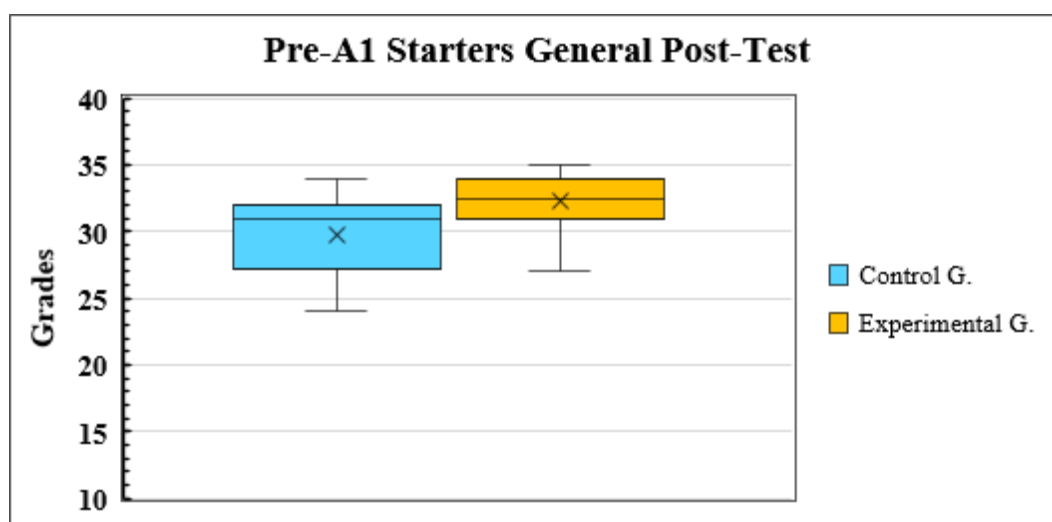 Pre-A1 Starters General Post-Test
40
35
30
25
20
15
10
Grades
Control G.
Experimental G.